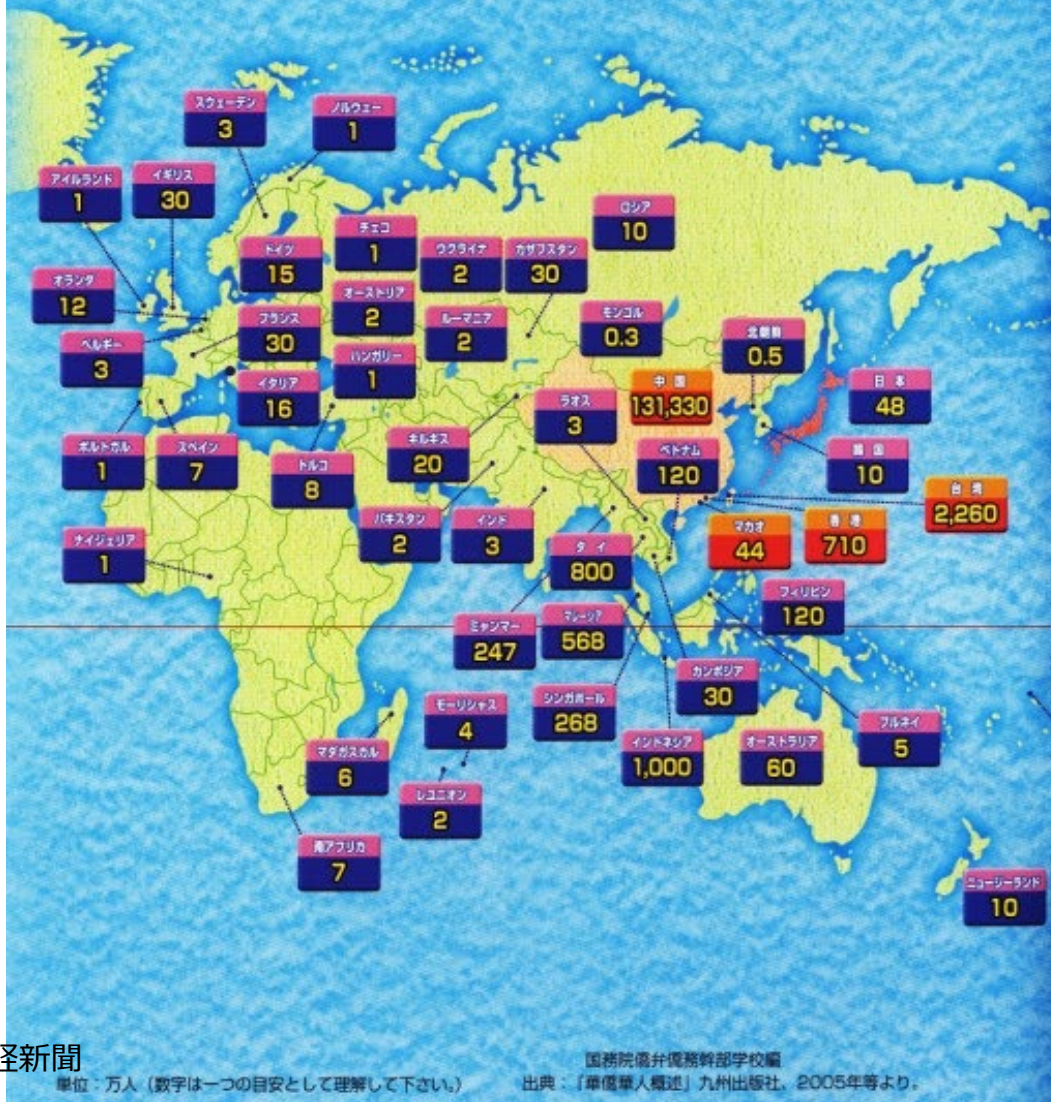 スウェーデン
3
ノルウェー
1
アイルランド
1
イギリス
30
ロシア
10
チェコ
1
ドイツ
15
ウクライナ
2
カザフスタン
30
オランダ
12
オーストリア
2
フランス
30
ルーマニア
2
モンゴル
0.3
北朝鮮
0.5
ベルギー
3
ハンガリー
1
イタリア
16
中国
131,330
日本
48
ラオス
3
ポルトガル
1
スペイン
7
キルギス
20
ベトナム
120
韓国
10
トルコ
8
台湾
2,260
パキスタン
2
インド
3
マカオ
44
香港
710
ナイジェリア
1
タイ
800
フィリピン
120
ミャンマー
247
マレーシア
568
カンボジア
30
シンガポール
268
モーリシャス
4
ブルネイ
5
インドネシア
1,000
オーストラリア
60
マダガスカル
6
レユニオン
2
南アフリカ
7
ニュージーランド
10
経新聞
国務院僑弁僑務幹部学校編
単位:万人(数字は一つの目安として理解して下さい。)
出典:『華僑華人概述』九州出版社、2005年等より。